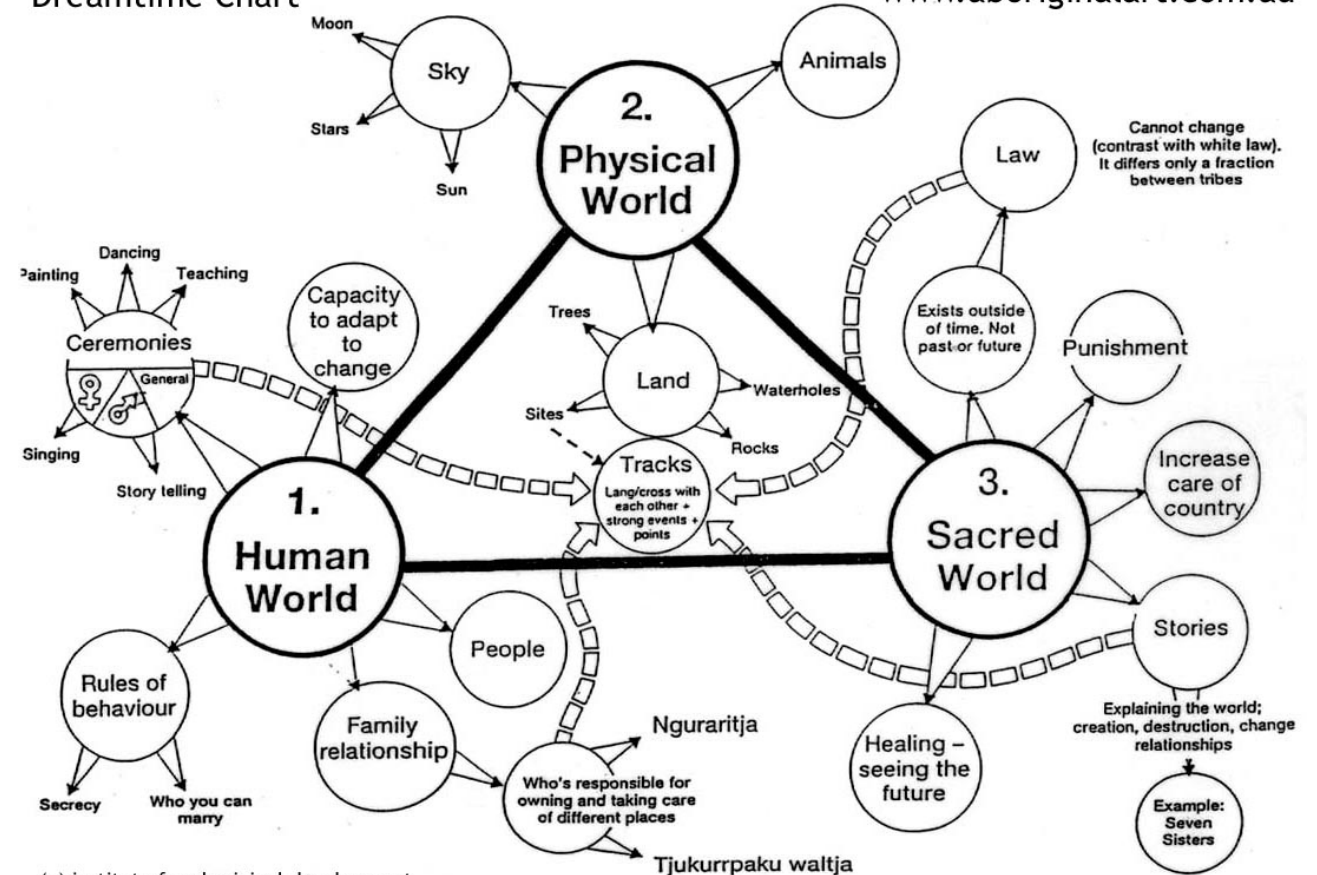 Dreamtime Chart
www.aboriginalart.com.au
Moon
Sky
Stars
Sun
2.
Physical
World
Animals
Law
Cannot change
(contrast with white law).
It differs only a fraction
between tribes
Dancing
Painting
Teaching
Ceremonies
General
Singing
Story telling
Capacity
to adapt
to
change
Trees
Land
Waterholes
Sites
Rocks
Tracks
Lang/cross with
each other +
strong events +
points
Exists outside
of time. Not
past or future
Punishment
Increase
care of
country
1.
Human
World
3.
Sacred
World
Stories
Explaining the world;
creation, destruction, change
relationships
Example:
Seven
Sisters
Healing –
seeing the
future
People
Rules of
behaviour
Secrecy
Who you can
marry
Family
relationship
Who's responsible for
owning and taking care
of different places
Nguraritja
Tjukurrpaku waltja